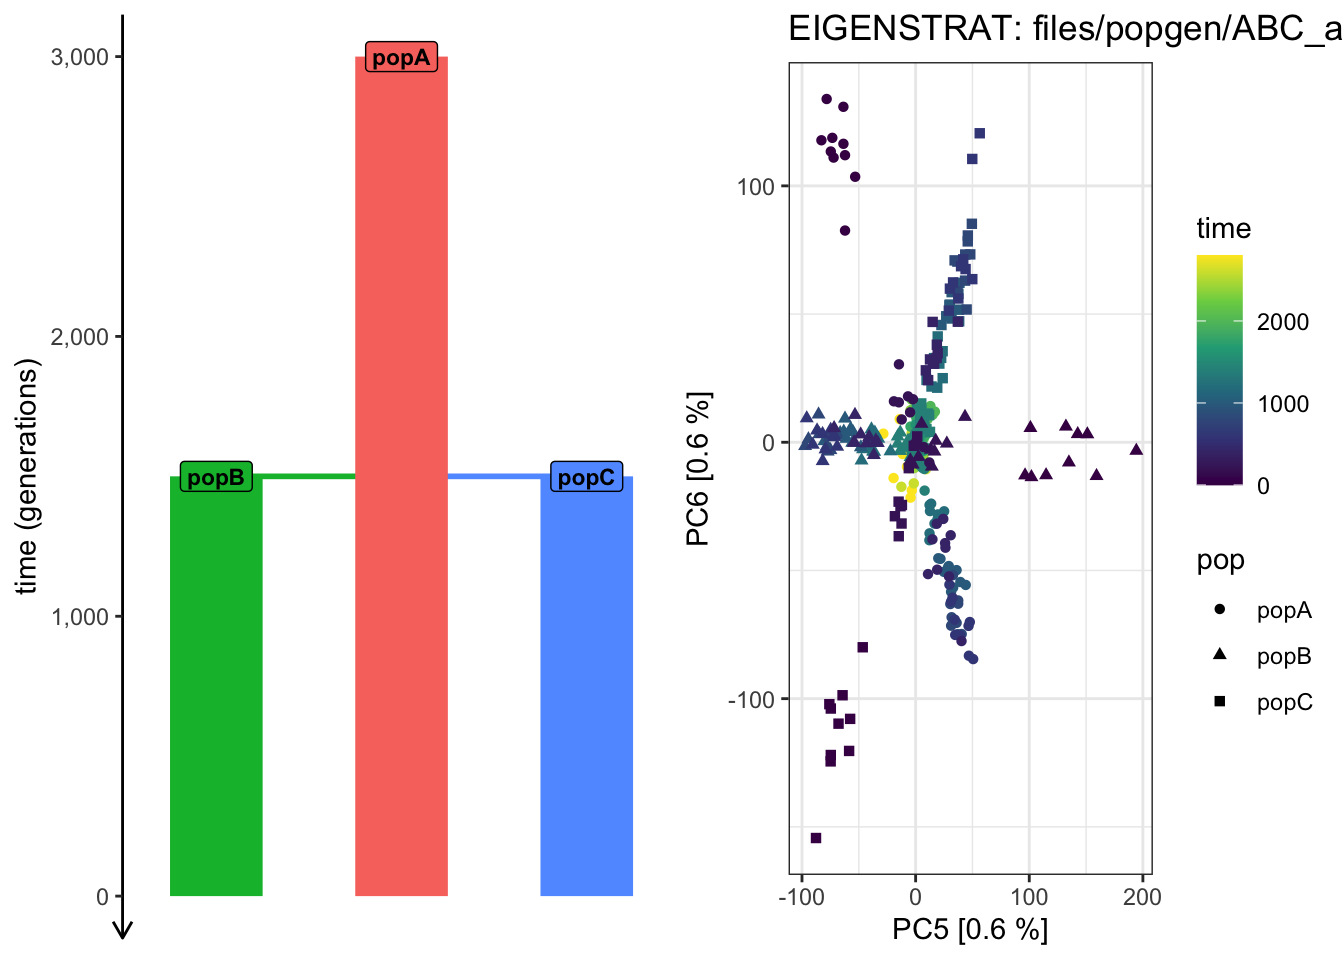 EIGENSTRAT: files/popgen/ABC_a
time (generations)
3,000
2,000
1,000
0
popA
popB
popC
PC6 [0.6 %]
100
0
-100
-100
0
100
200
PC5 [0.6 %]
time
2000
1000
0
pop
popA
popB
popC